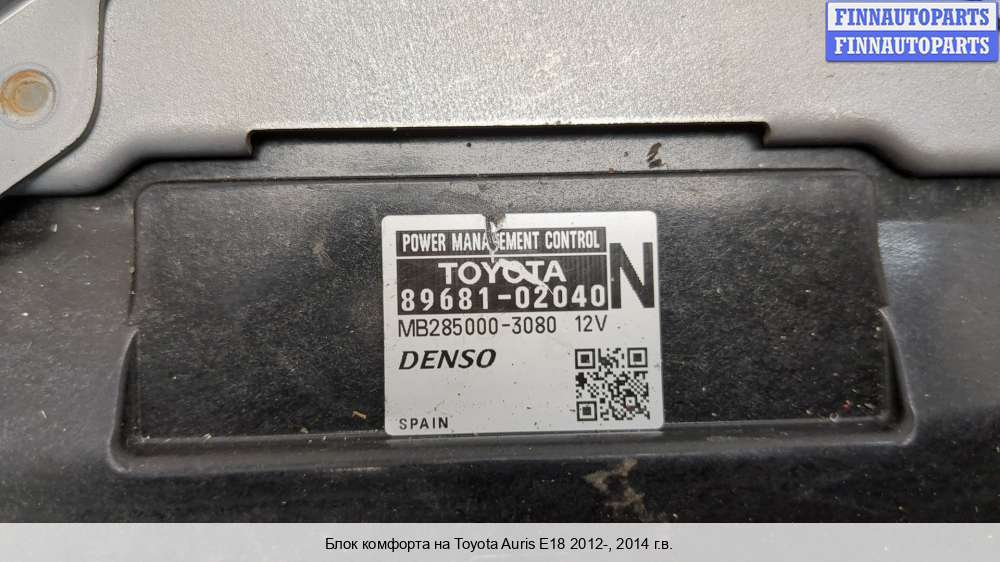 FINNAUTOPARTS
FINNAUTOPARTS
POWER MANAGEMENT CONTROL
TOYOTA
89681-02040
N
MB285000-3080 12V
DENSO
SPAIN
Блок комфорта на Toyota Auris E18 2012-, 2014 г.в.